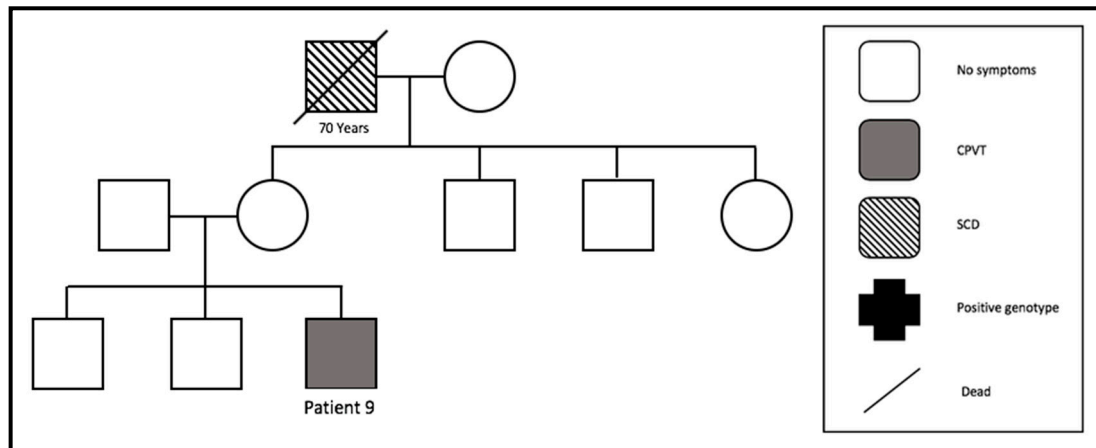 70 Years
Patient 9
No symptoms
CPVT
SCD
Positive genotype
Dead